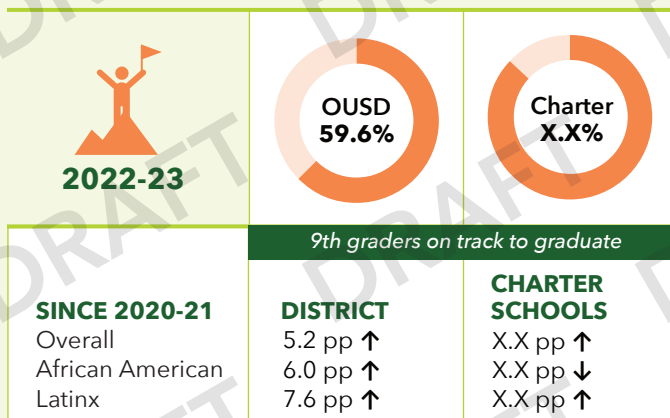 OUSD
59.6%
Charter
X.X%
2022-23
9th graders on track to graduate
SINCE 2020-21
DISTRICT
CHARTER
SCHOOLS
Overall
5.2 pp ↑
X.X pp ↑
African American
6.0 pp ↑
X.X pp ↓
Latinx
7.6 pp ↑
X.X pp ↑
DRAFT
DRAFT